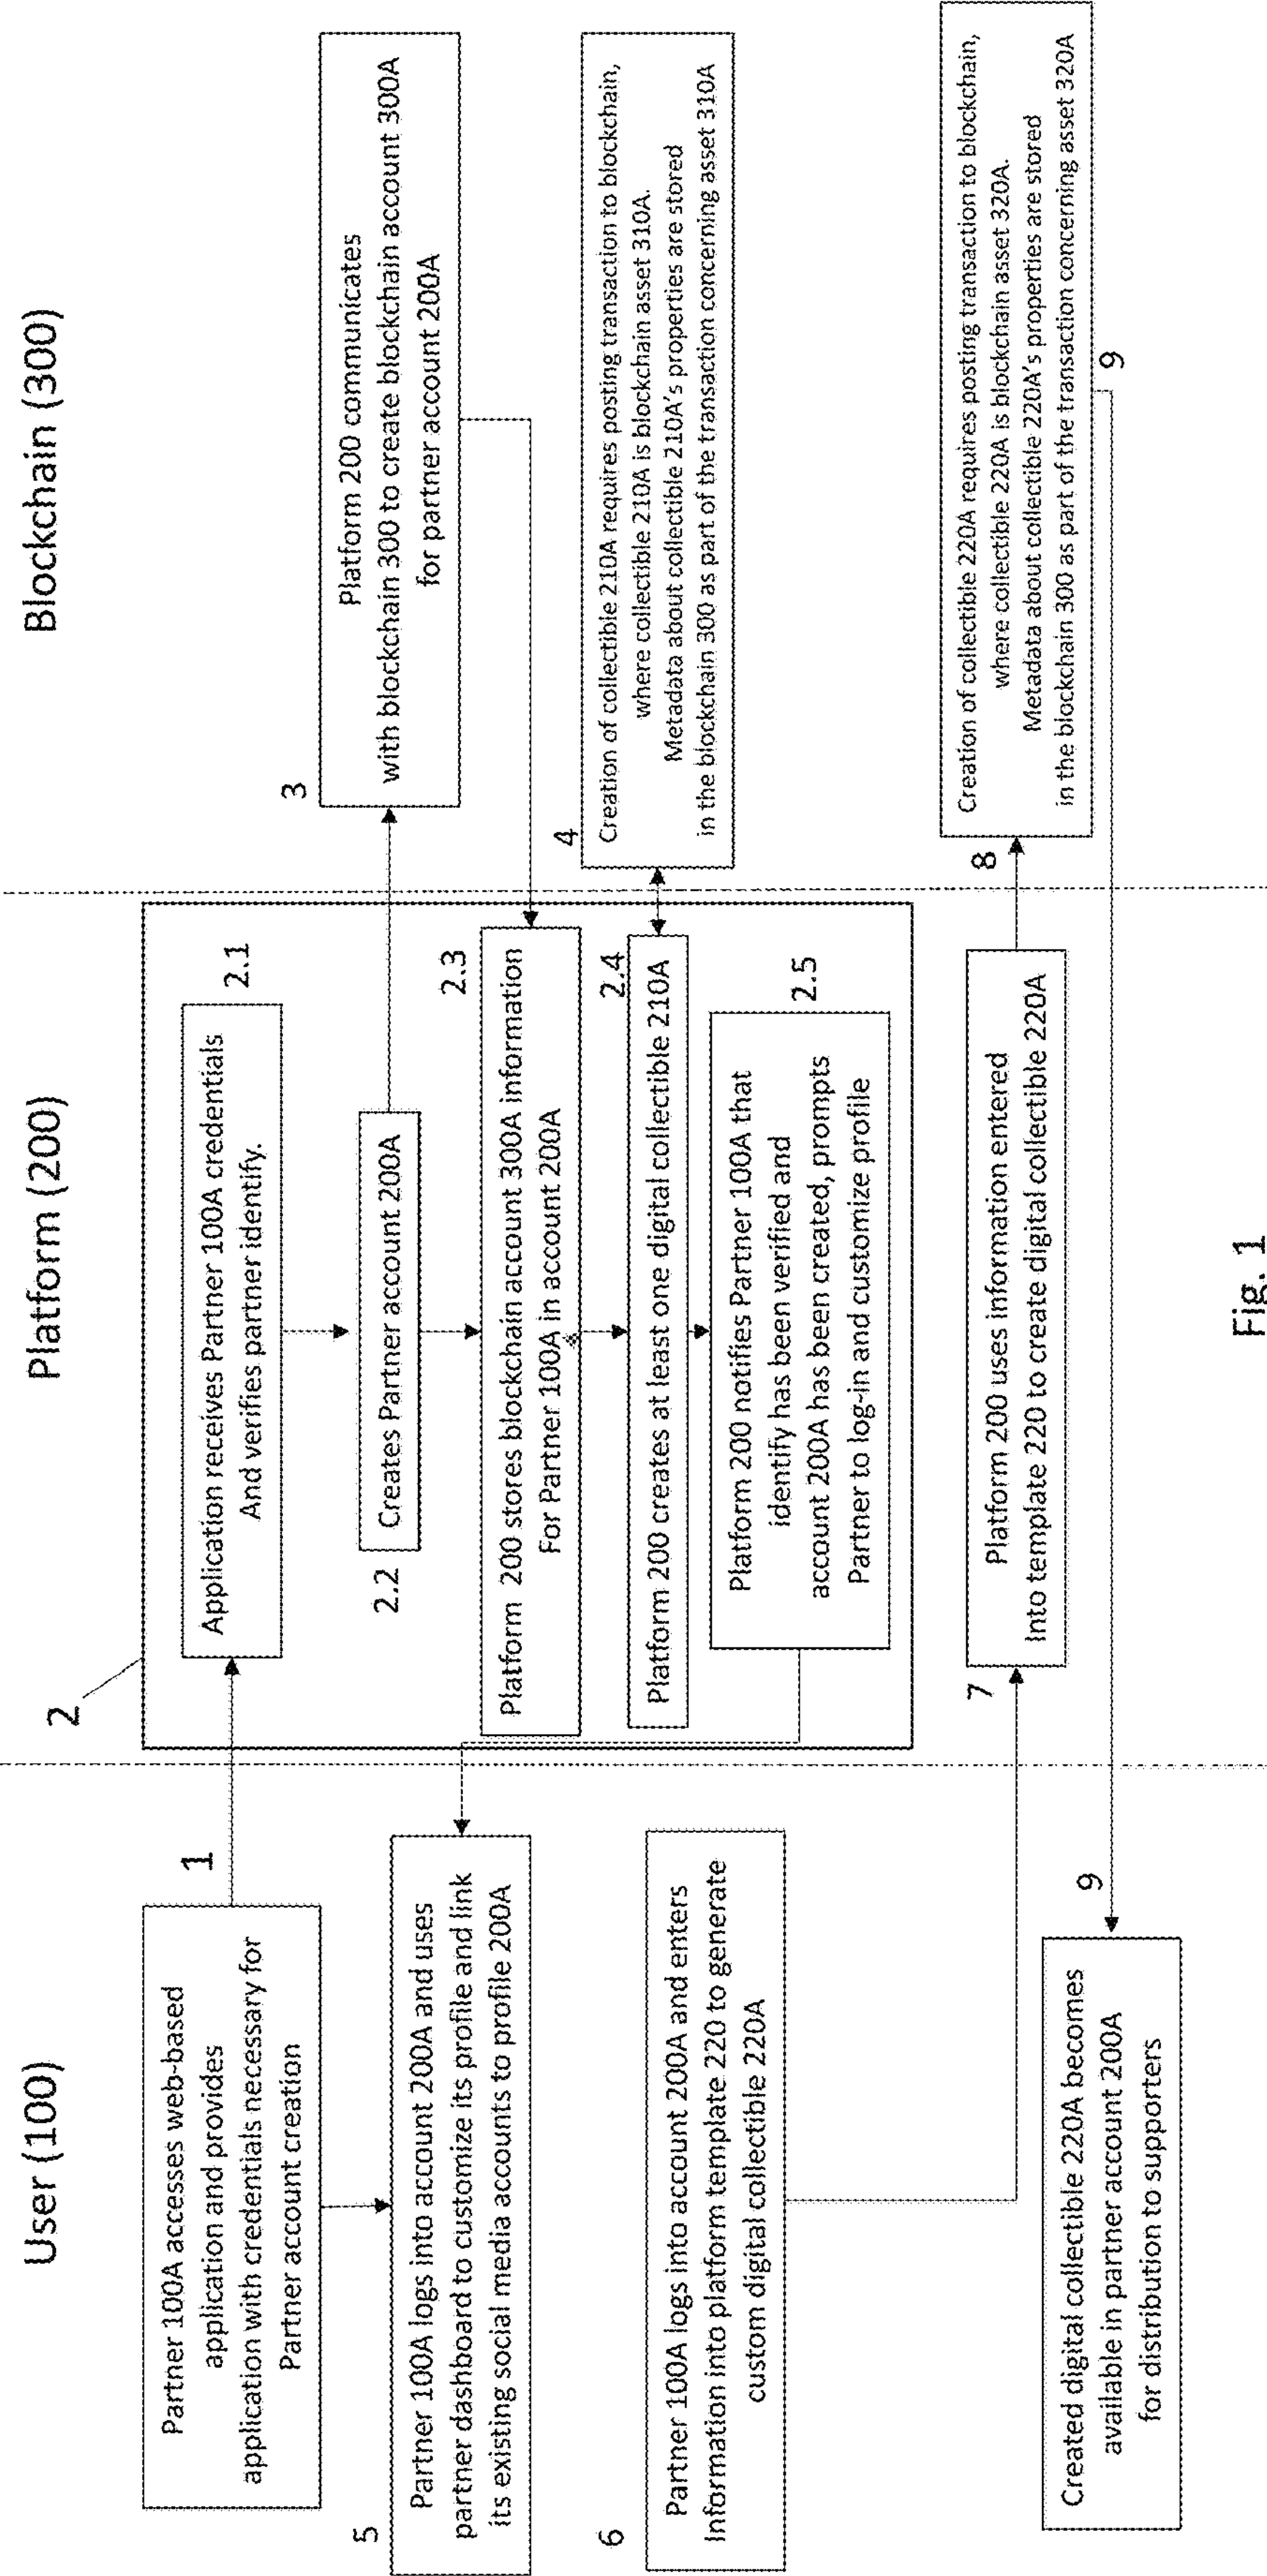 User (100)
Platform (200)
Blockchain (300)
Partner 100A accesses web-based
application and provides
application with credentials necessary for
Partner account creation
1
2
Application receives Partner 100A credentials
And verifies partner identify.
2.1
2.2
Creates Partner account 200A
3
Platform 200 communicates
with blockchain 300 to create blockchain account 300A
for partner account 200A
2.3
Platform 200 stores blockchain account 300A information
For Partner 100A in account 200A
2.4
Platform 200 creates at least one digital collectible 210A
4
Creation of collectible 210A requires posting transaction to blockchain,
where collectible 210A is blockchain asset 310A.
Metadata about collectible 210A's properties are stored
in the blockchain 300 as part of the transaction concerning asset 310A
2.5
Platform 200 notifies Partner 100A that
identify has been verified and
account 200A has been created, prompts
Partner to log-in and customize profile
5
Partner 100A logs into account 200A and uses
partner dashboard to customize its profile and link
its existing social media accounts to profile 200A
6
Partner 100A logs into account 200A and enters
Information into platform template 220 to generate
custom digital collectible 220A
7
Platform 200 uses information entered
Into template 220 to create digital collectible 220A
8
Creation of collectible 220A requires posting transaction to blockchain,
where collectible 220A is blockchain asset 320A.
Metadata about collectible 220A's properties are stored
in the blockchain 300 as part of the transaction concerning asset 320A
9
9
Created digital collectible 220A becomes
available in partner account 200A
for distribution to supporters
Fig. 1